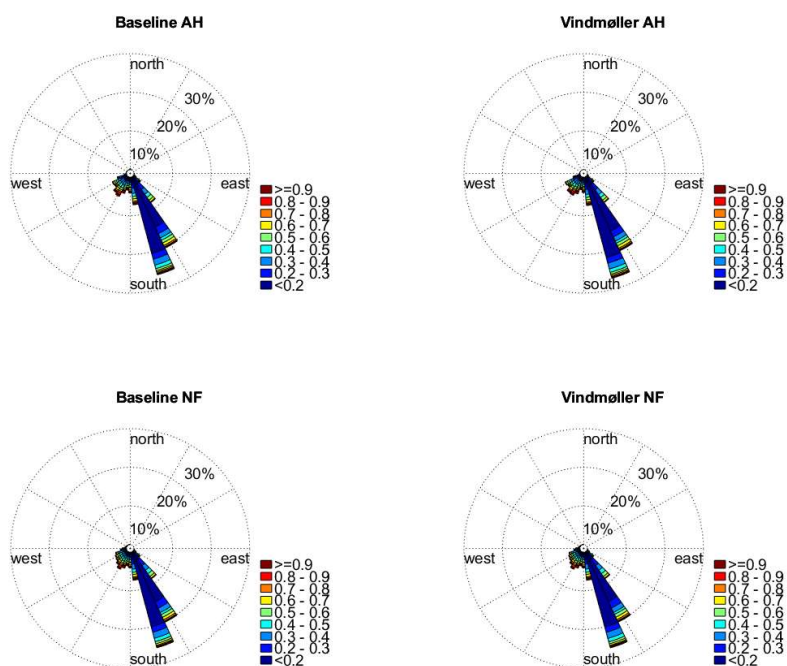 Baseline AH
north
30%
20%
10%
west
east
south
>=0.9
0.8 - 0.9
0.7 - 0.8
0.6 - 0.7
0.5 - 0.6
0.4 - 0.5
0.3 - 0.4
0.2 - 0.3
<0.2
Vindmøller AH
north
30%
20%
10%
west
east
south
>=0.9
0.8 - 0.9
0.7 - 0.8
0.6 - 0.7
0.5 - 0.6
0.4 - 0.5
0.3 - 0.4
0.2 - 0.3
<0.2
Baseline NF
north
30%
20%
10%
west
east
south
>=0.9
0.8 - 0.9
0.7 - 0.8
0.6 - 0.7
0.5 - 0.6
0.4 - 0.5
0.3 - 0.4
0.2 - 0.3
<0.2
Vindmøller NF
north
30%
20%
10%
west
east
south
>=0.9
0.8 - 0.9
0.7 - 0.8
0.6 - 0.7
0.5 - 0.6
0.4 - 0.5
0.3 - 0.4
0.2 - 0.3
<0.2